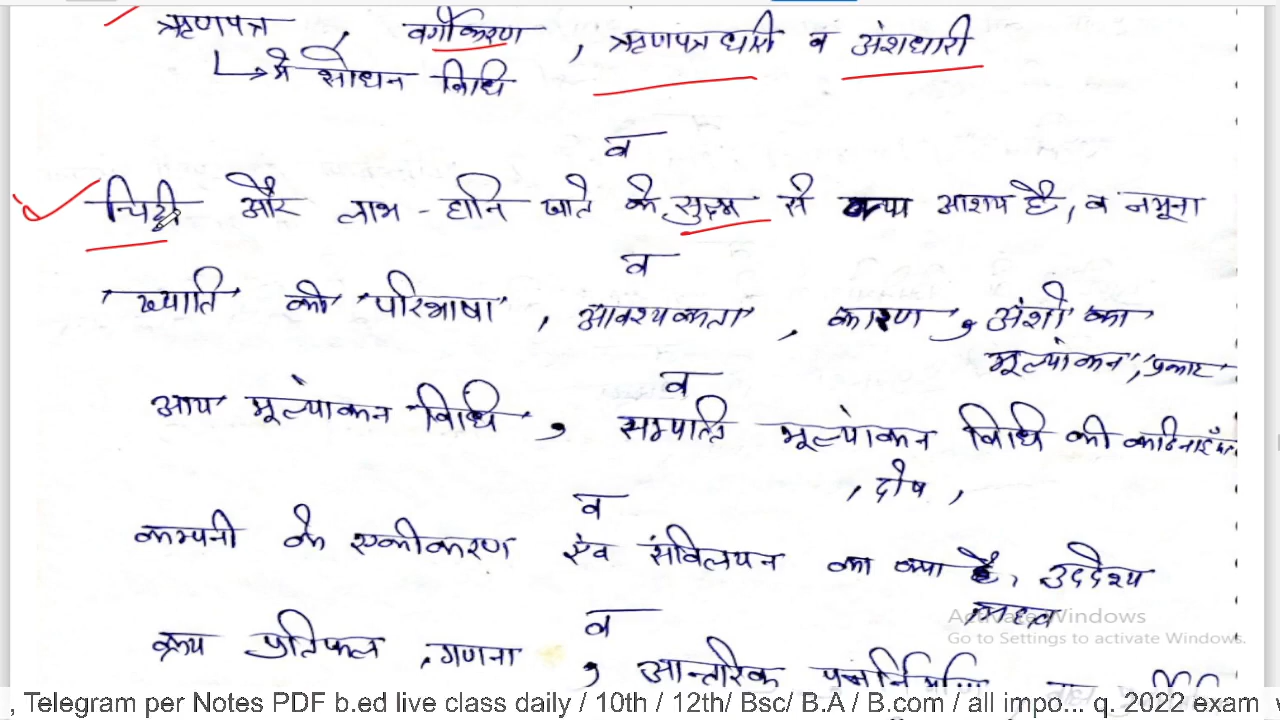 ऋणपत्र , वर्गीकरण , ऋणपत्र धारी व अंशधारी
→ शोधन विधि
व
चिट्ठी और लाभ - हानि खाते के सुक्ष्म से क्या आशय है, व नमूना
व
ख्याति की परिभाषा , आवश्यकता , कारण , अंशो का
मूल्यांकन , प्रकार
व
आय मूल्यांकन विधि , सम्पति मूल्यांकन विधि की कठिनाईयां
, दोष ,
व
कम्पनी के एकीकरण एंव संविलयन का क्या है, उद्देश्य
महत्व
Activate Windows
Go to Settings to activate Windows.
व
क्रय प्रतिफल , गणना , आन्तरिक पुनर्निर्माण
, Telegram per Notes PDF b.ed live class daily / 10th / 12th/ Bsc/ B.A / B.com / all impo... q. 2022 exam